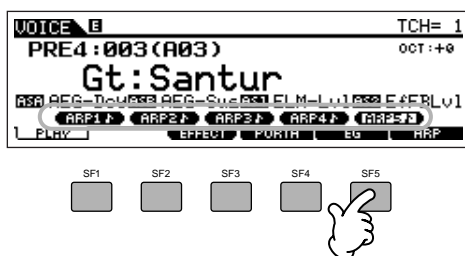 VOICE E TCH= 1
PRE4:003(A03) OCT:+0
Gt:Santur
ARP1♪ ARP2♪ ARP3♪ ARP4♪ ARP5♪
PLAY EFFECT PORTA EG ARP
SF1 SF2 SF3 SF4 SF5